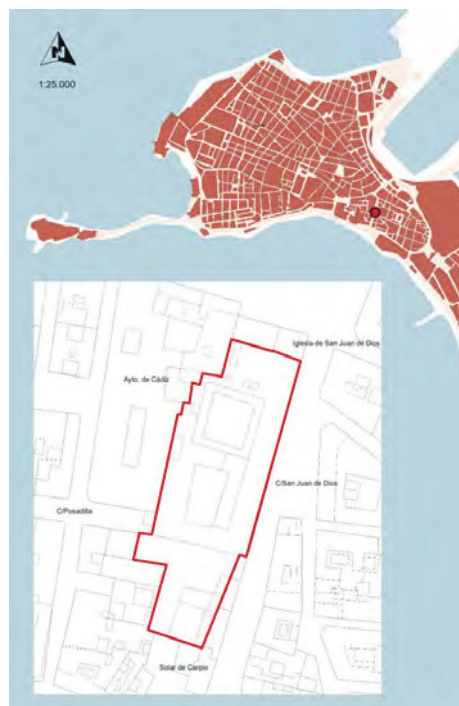 N
1:25.000
Iglesia de San Juan de Dios
Ayto. de Cádiz
C/San Juan de Dios
C/Posadilla
Solar de Carpio